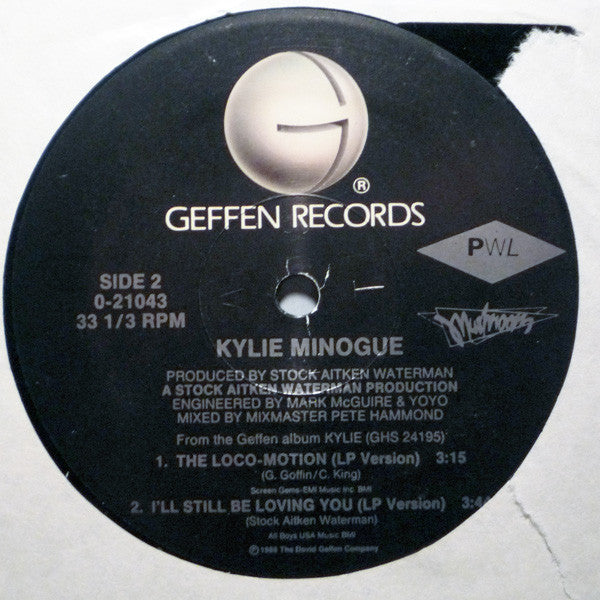 ®
GEFFEN RECORDS
PWL
SIDE 2
0-21043
33 1/3 RPM
KYLIE MINOGUE
PRODUCED BY STOCK AITKEN WATERMAN
A STOCK AITKEN WATERMAN PRODUCTION
ENGINEERED BY MARK McGUIRE & YOYO
MIXED BY MIXMASTER PETE HAMMOND
From the Geffen album KYLIE (GHS 24195)
1. THE LOCO-MOTION (LP Version) 3:15
(G. Goffin/C. King)
Screen Gems-EMI Music Inc BMI
2. I'LL STILL BE LOVING YOU (LP Version)
(Stock Aitken Waterman)
All Boys USA Music BMI
The David Geffen Company